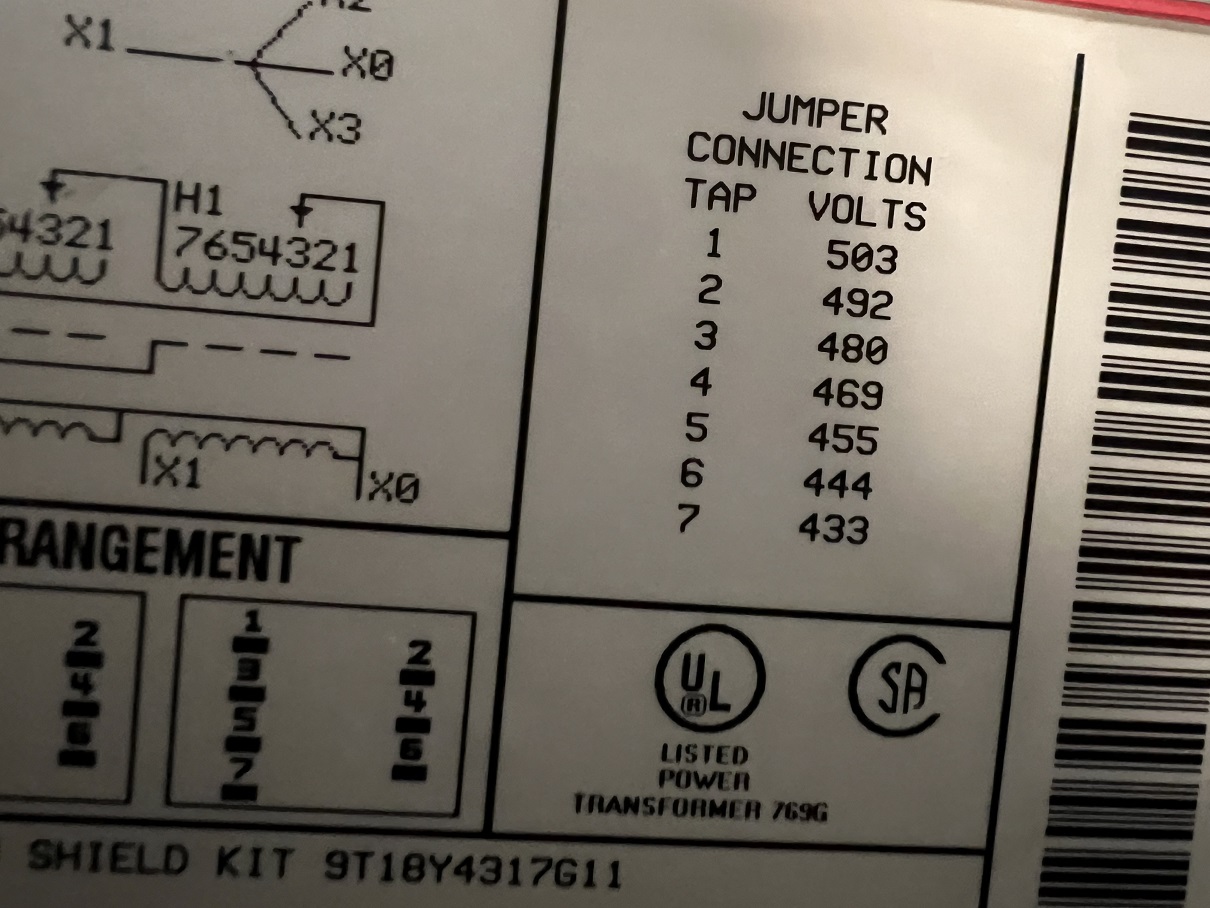 X1
X0
X3
JUMPER
CONNECTION
TAP VOLTS
1 503
2 492
3 480
4 469
5 455
6 444
7 433
H1
4321
7654321
X1
X0
RANGEMENT
2
4
6
1
3
5
7
2
4
6
UL
®
SA
LISTED
POWER
TRANSFORMER 769G
SHIELD KIT 9T18Y4317G11